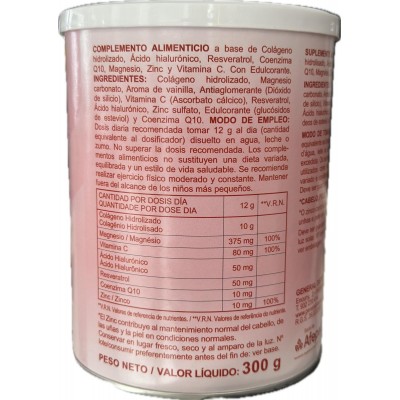 COMPLEMENTO ALIMENTICIO a base de Colágeno
hidrolizado, Ácido hialurónico, Resveratrol, Coenzima
Q10, Magnesio, Zinc y Vitamina C. Con Edulcorante.
INGREDIENTES: Colágeno hidrolizado, Magnesio
carbonato, Aroma de vainilla, Antiaglomerante (Dióxido
de silicio), Vitamina C (Ascorbato cálcico), Resveratrol,
Ácido hialurónico, Zinc sulfato, Edulcorante (glucósidos
de esteviol) y Coenzima Q10. MODO DE EMPLEO:
Dosis diaria recomendada tomar 12 g al día (cantidad
equivalente al dosificador) disuelto en agua, leche o
zumo. No superar la dosis recomendada. Los comple-
mentos alimenticios no sustituyen una dieta variada,
equilibrada y un estilo de vida saludable. Se recomienda
realizar ejercicio físico moderado y constante. Mantener
fuera del alcance de los niños más pequeños.
CANTIDAD POR DOSIS DÍA
QUANTIDADE POR DOSE DIA 12 g **V.R.N.
Colágeno Hidrolizado
Colagénio Hidrolisado 10 g
Magnesio / Magnésio 375 mg 100%
Vitamina C 80 mg 100%
Ácido Hialurónico
Ácido Hialurônico 50 mg
Resveratrol 50 mg
Coenzima Q10 10 mg
Zinc / Zinco 10 mg 100%
*V.R.N. Valores de referencia de nutrientes. / *V.R.N. Valores de referência de nutrientes.
*El Zinc contribuye al mantenimiento normal del cabello, de
las uñas y la piel en condiciones normales.
Conservar en lugar fresco, seco y al amparo de la luz. Nº
lote/consumir preferentemente antes del fin de: ver base.
PESO NETO / VALOR LÍQUIDO: 300 g